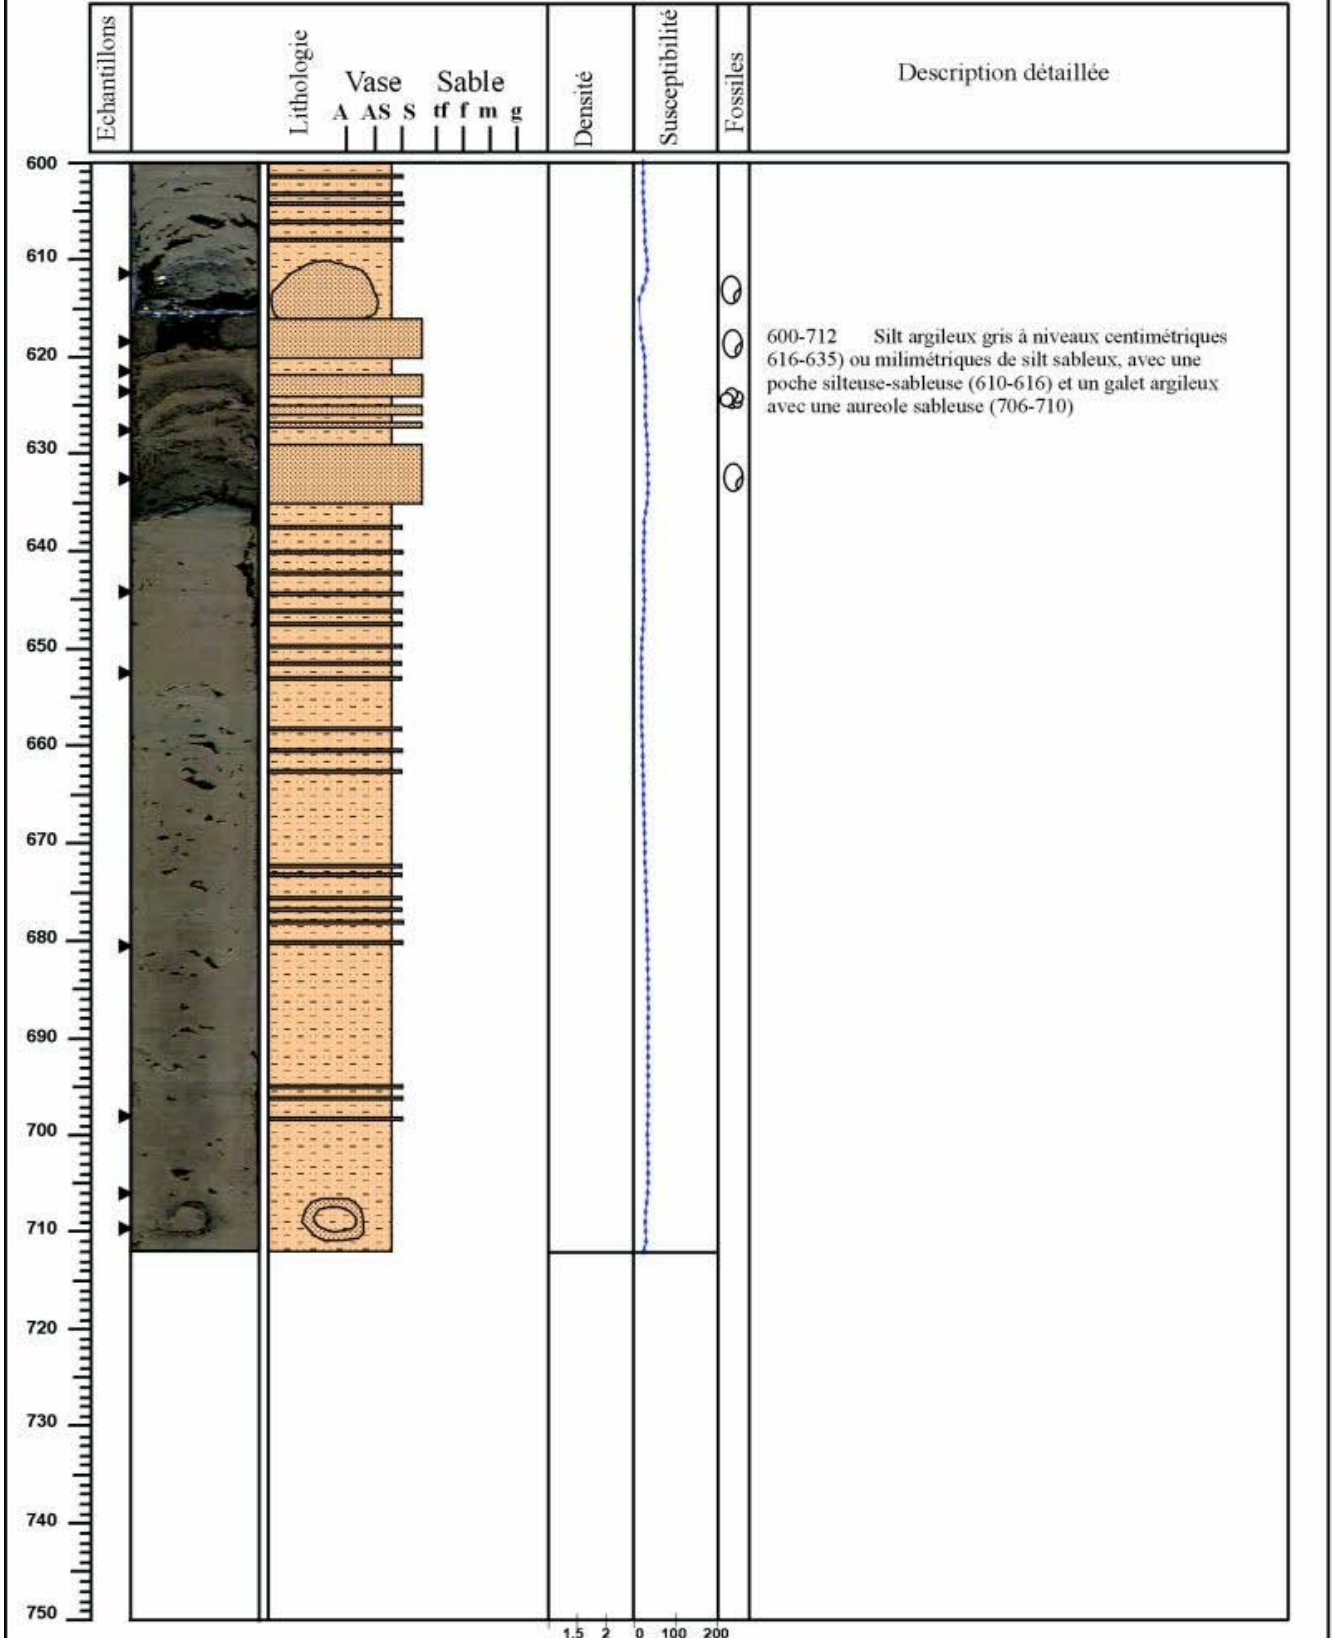 Echantillons
Lithologie
Vase
Sable
A AS S tf f m g
Densité
Susceptibilité
Fossiles
Description détaillée
600
610
620
630
640
650
660
670
680
690
700
710
720
730
740
750
600-712 Silt argileux gris à niveaux centimétriques
616-635) ou milimétriques de silt sableux, avec une
poche silteuse-sableuse (610-616) et un galet argileux
avec une aureole sableuse (706-710)
1.5 2 0 100 200